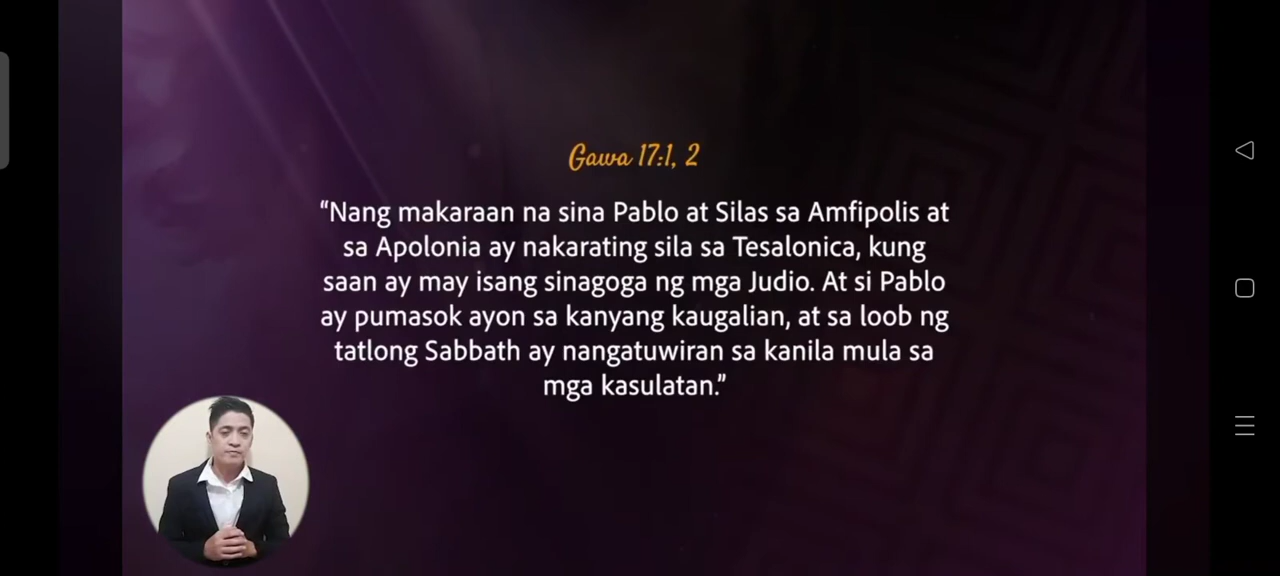 Gawa 17:1, 2
“Nang makaraan na sina Pablo at Silas sa Amfipolis at
sa Apolonia ay nakarating sila sa Tesalonica, kung
saan ay may isang sinagoga ng mga Judio. At si Pablo
ay pumasok ayon sa kanyang kaugalian, at sa loob ng
tatlong Sabbath ay nangatuwiran sa kanila mula sa
mga kasulatan.”